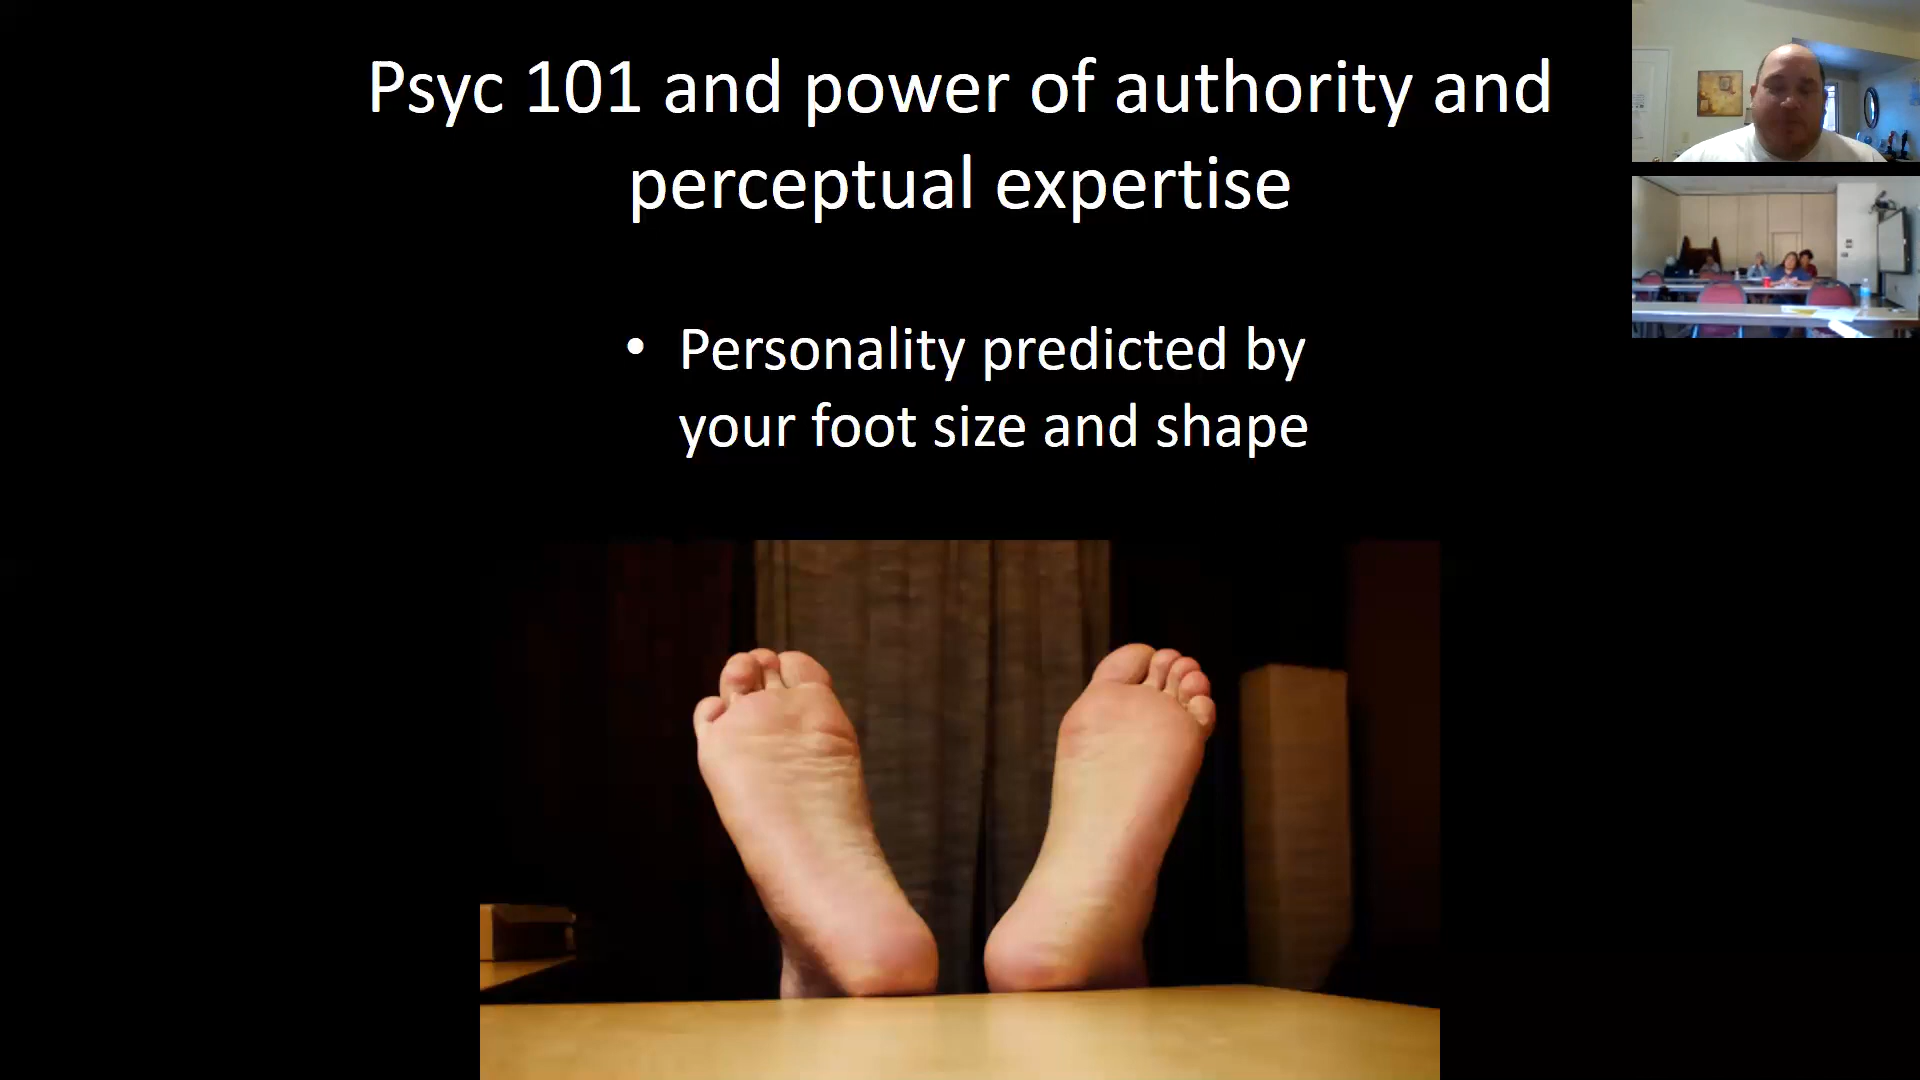 Psyc 101 and power of authority and
perceptual expertise
• Personality predicted by
your foot size and shape